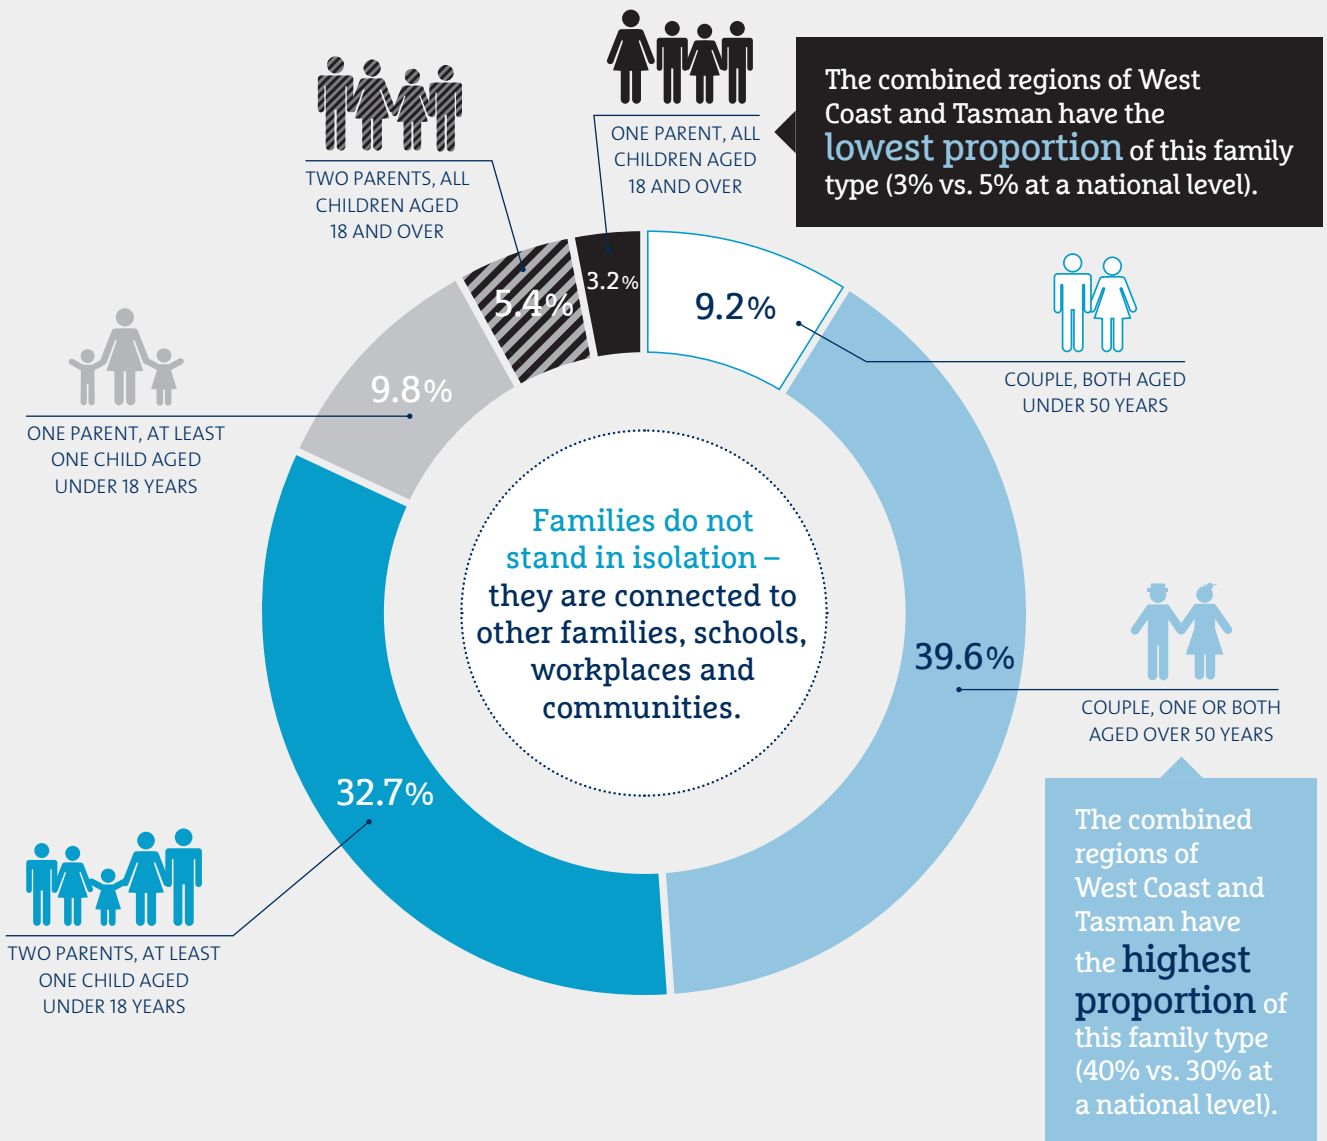 ONE PARENT, ALL
CHILDREN AGED
18 AND OVER
The combined regions of West
Coast and Tasman have the
lowest proportion of this family
type (3% vs. 5% at a national level).
TWO PARENTS, ALL
CHILDREN AGED
18 AND OVER
3.2%
5.4%
9.2%
COUPLE, BOTH AGED
UNDER 50 YEARS
9.8%
ONE PARENT, AT LEAST
ONE CHILD AGED
UNDER 18 YEARS
Families do not
stand in isolation –
they are connected to
other families, schools,
workplaces and
communities.
39.6%
COUPLE, ONE OR BOTH
AGED OVER 50 YEARS
32.7%
TWO PARENTS, AT LEAST
ONE CHILD AGED
UNDER 18 YEARS
The combined
regions of
West Coast and
Tasman have
the highest
proportion of
this family type
(40% vs. 30% at
a national level).